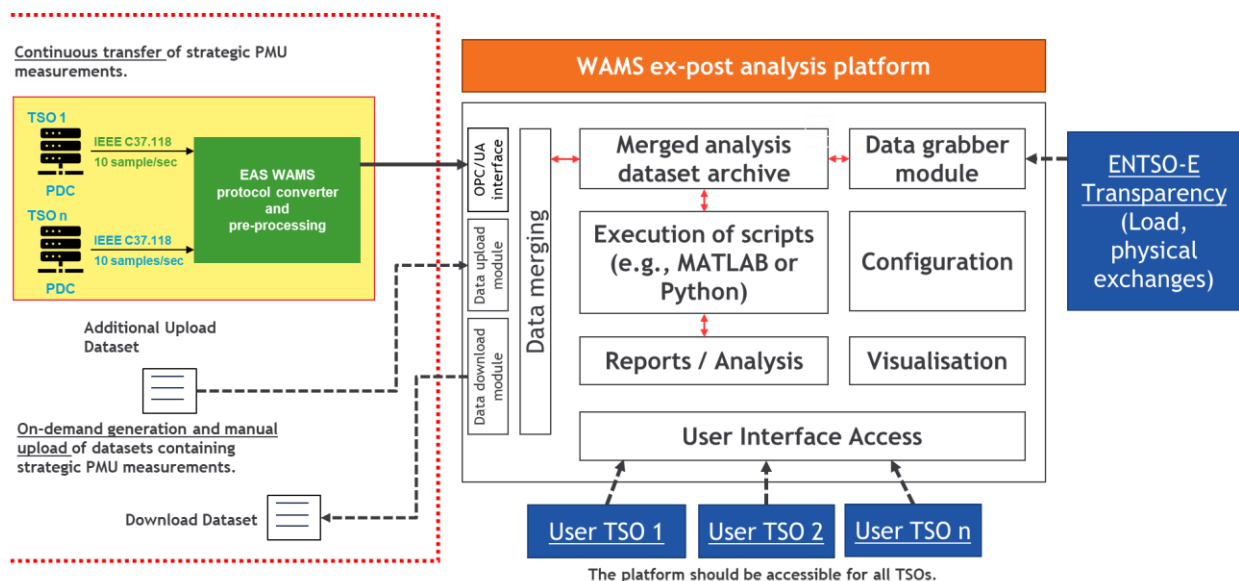 Continuous transfer of strategic PMU
measurements.
TSO 1
IEEE C37.118
10 sample/sec
PDC
TSO n
IEEE C37.118
10 samples/sec
PDC
EAS WAMS
protocol converter
and
pre-processing
Additional Upload
Dataset
On-demand generation and manual
upload of datasets containing
strategic PMU measurements.
Download Dataset
WAMS ex-post analysis platform
OPC/UA
interface
Data upload
module
Data download
module
Data merging
Merged analysis
dataset archive
Data grabber
module
Execution of scripts
(e.g., MATLAB or
Python)
Configuration
Reports / Analysis
Visualisation
User Interface Access
ENTSO-E
Transparency
(Load,
physical
exchanges)
User TSO 1
User TSO 2
User TSO n
The platform should be accessible for all TSOs.